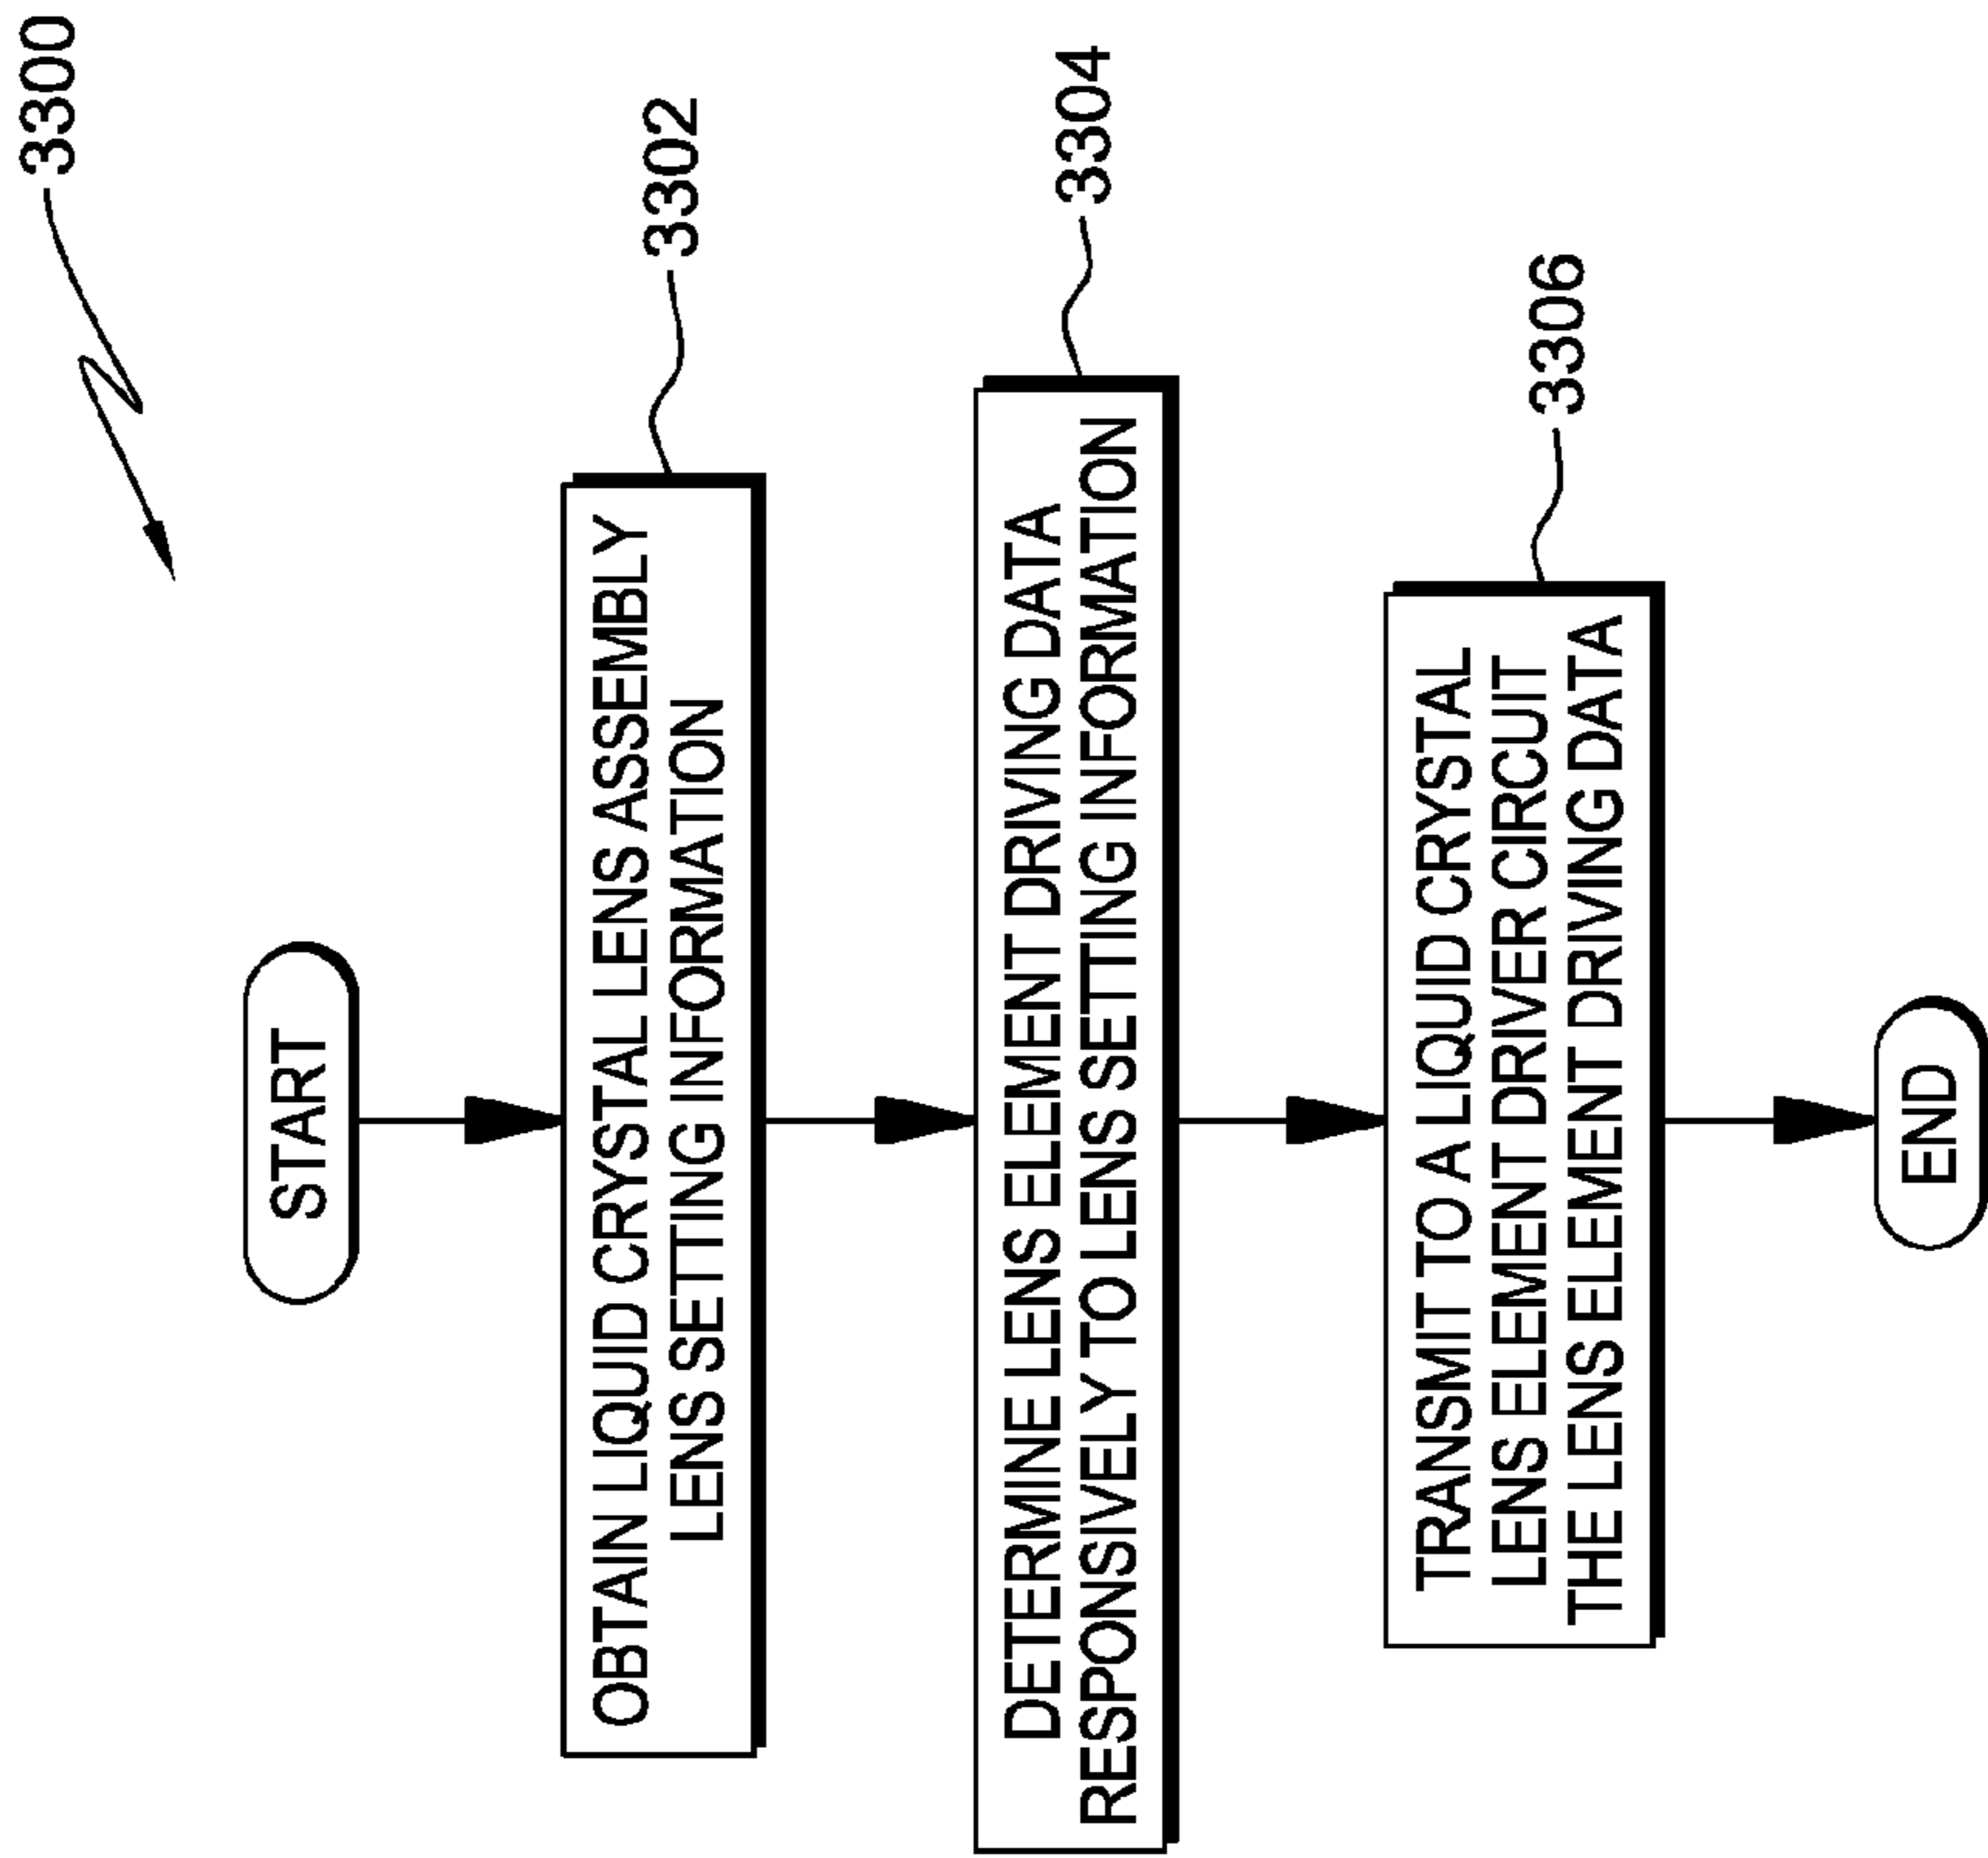 3300
START
OBTAIN LIQUID CRYSTAL LENS ASSEMBLY
LENS SETTING INFORMATION
3302
DETERMINE LENS ELEMENT DRIVING DATA
RESPONSIVELY TO LENS SETTING INFORMATION
3304
TRANSMIT TO A LIQUID CRYSTAL
LENS ELEMENT DRIVER CIRCUIT
THE LENS ELEMENT DRIVING DATA
3306
END